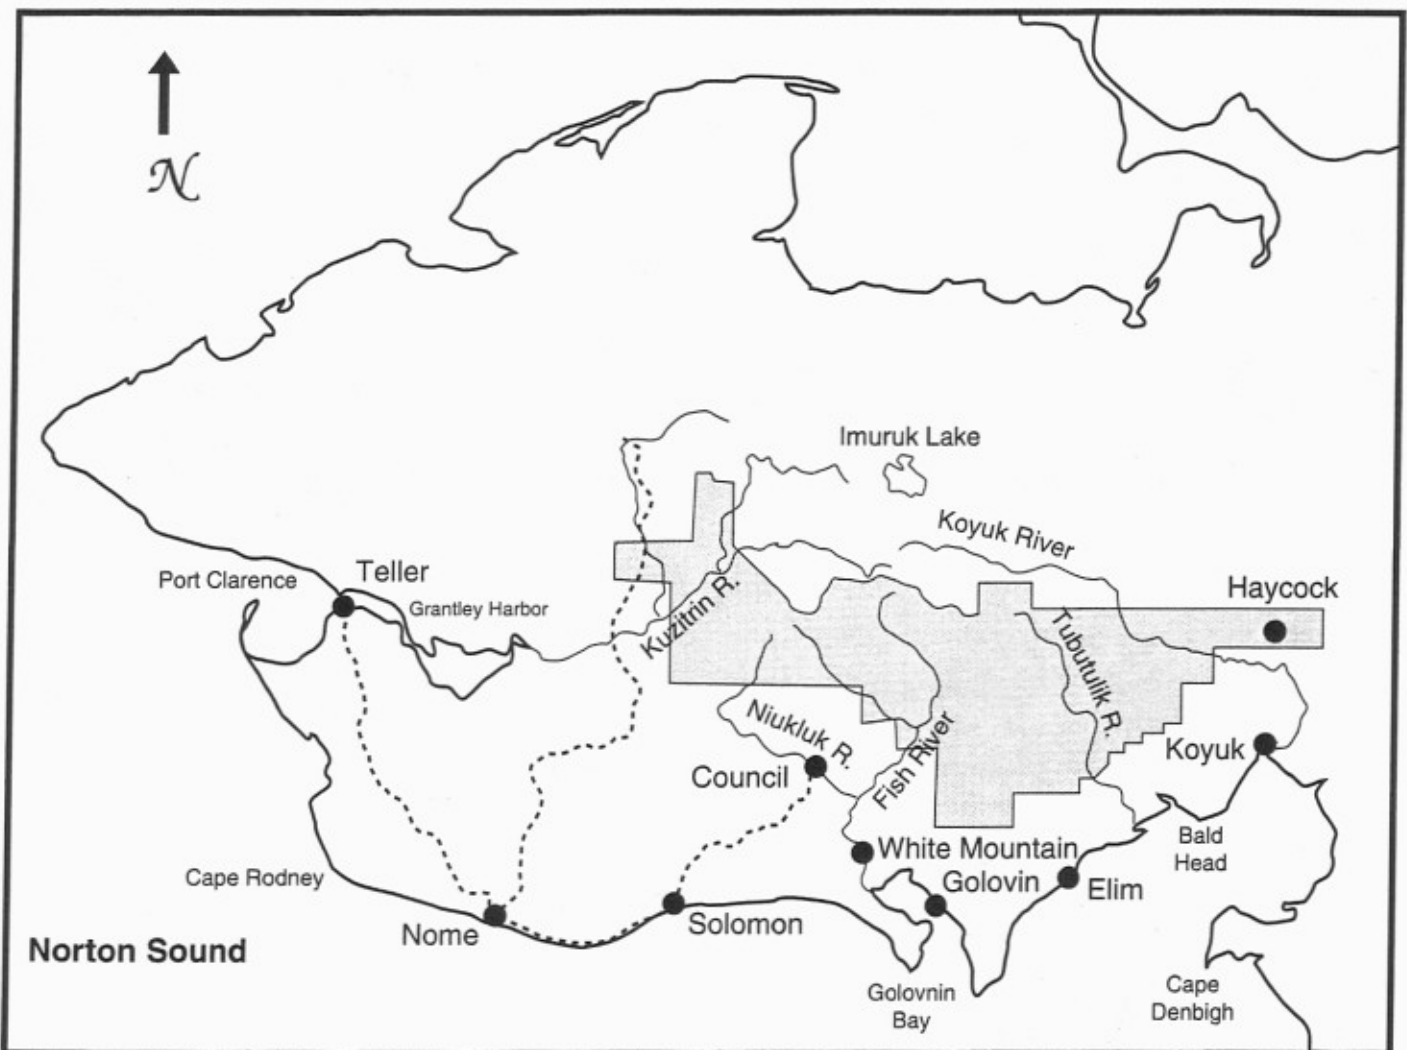 N
Imuruk Lake
Koyuk River
Port Clarence
Teller
Grantley Harbor
Haycock
Kuzitrin R.
Tubutulik R.
Niukluk R.
Fish River
Council
Koyuk
White Mountain
Bald
Head
Cape Rodney
Golovin
Elim
Nome
Solomon
Norton Sound
Golovnin
Bay
Cape
Denbigh